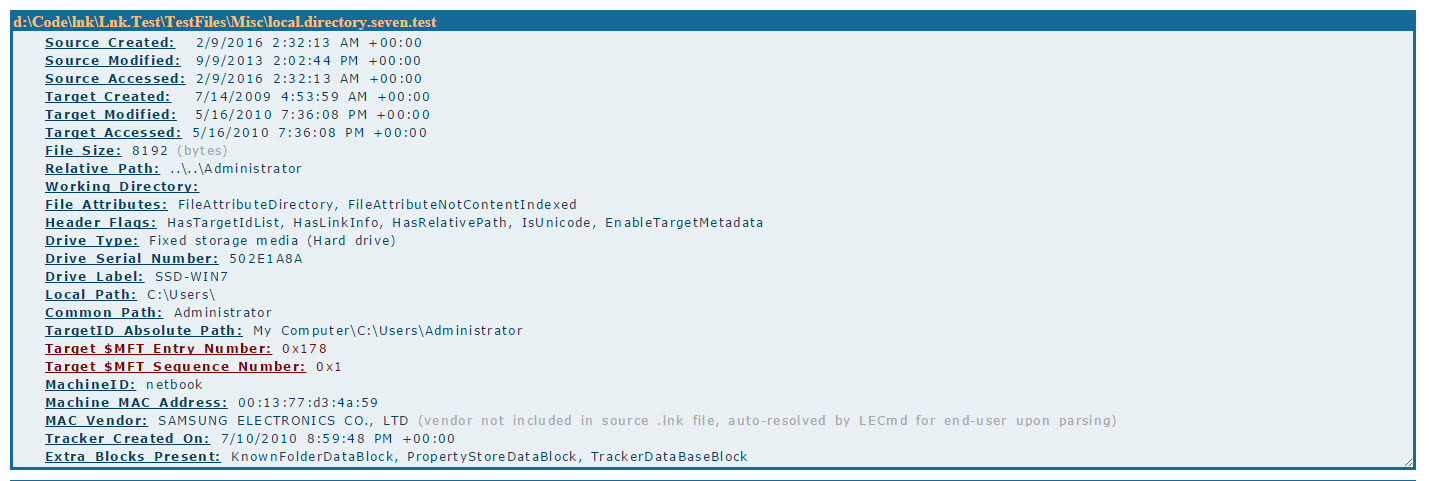 d:\Code\lnk\Lnk.Test\TestFiles\Misc\local.directory.seven.test
Source Created: 2/9/2016 2:32:13 AM +00:00
Source Modified: 9/9/2013 2:02:44 PM +00:00
Source Accessed: 2/9/2016 2:32:13 AM +00:00
Target Created: 7/14/2009 4:53:59 AM +00:00
Target Modified: 5/16/2010 7:36:08 PM +00:00
Target Accessed: 5/16/2010 7:36:08 PM +00:00
File Size: 8192 (bytes)
Relative Path: ..\..\Administrator
Working Directory:
File Attributes: FileAttributeDirectory, FileAttributeNotContentIndexed
Header Flags: HasTargetIdList, HasLinkInfo, HasRelativePath, IsUnicode, EnableTargetMetadata
Drive Type: Fixed storage media (Hard drive)
Drive Serial Number: 502E1A8A
Drive Label: SSD-WIN7
Local Path: C:\Users\
Common Path: Administrator
TargetID Absolute Path: My Computer\C:\Users\Administrator
Target $MFT Entry Number: 0x178
Target $MFT Sequence Number: 0x1
MachineID: netbook
Machine MAC Address: 00:13:77:d3:4a:59
MAC Vendor: SAMSUNG ELECTRONICS CO., LTD (vendor not included in source .lnk file, auto-resolved by LECmd for end-user upon parsing)
Tracker Created On: 7/10/2010 8:59:48 PM +00:00
Extra Blocks Present: KnownFolderDataBlock, PropertyStoreDataBlock, TrackerDataBaseBlock